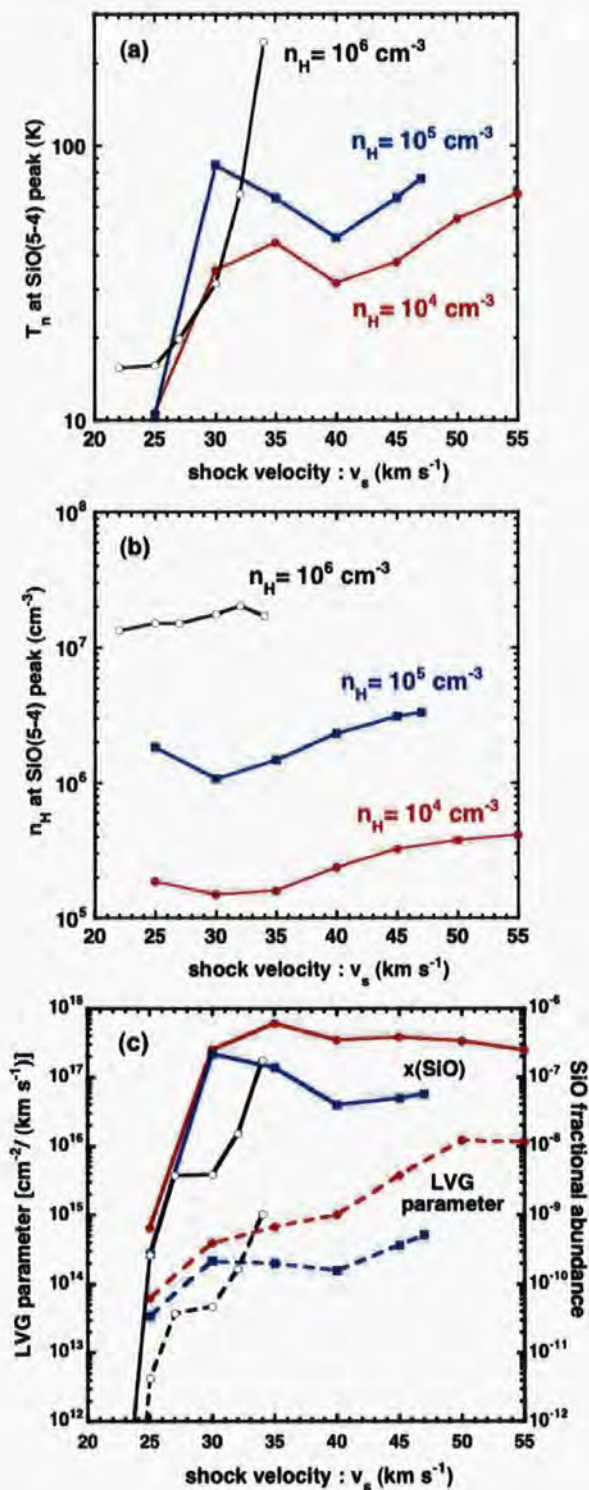 (a)
n_H = 10^6 cm^-3
n_H = 10^5 cm^-3
n_H = 10^4 cm^-3
100
10
T_n at SiO(5-4) peak (K)
20 25 30 35 40 45 50 55
shock velocity : v_s (km s^-1)
10^8
(b)
n_H = 10^6 cm^-3
10^7
n_H = 10^5 cm^-3
10^6
n_H = 10^4 cm^-3
10^5
n_H at SiO(5-4) peak (cm^-3)
20 25 30 35 40 45 50 55
shock velocity : v_s (km s^-1)
(c)
x(SiO)
LVG
parameter
10^18
10^17
10^16
10^15
10^14
10^13
10^12
LVG parameter [cm^-2/ (km s^-1)]
10^-6
10^-7
10^-8
10^-9
10^-10
10^-11
10^-12
SiO fractional abundance
20 25 30 35 40 45 50 55
shock velocity : v_s (km s^-1)